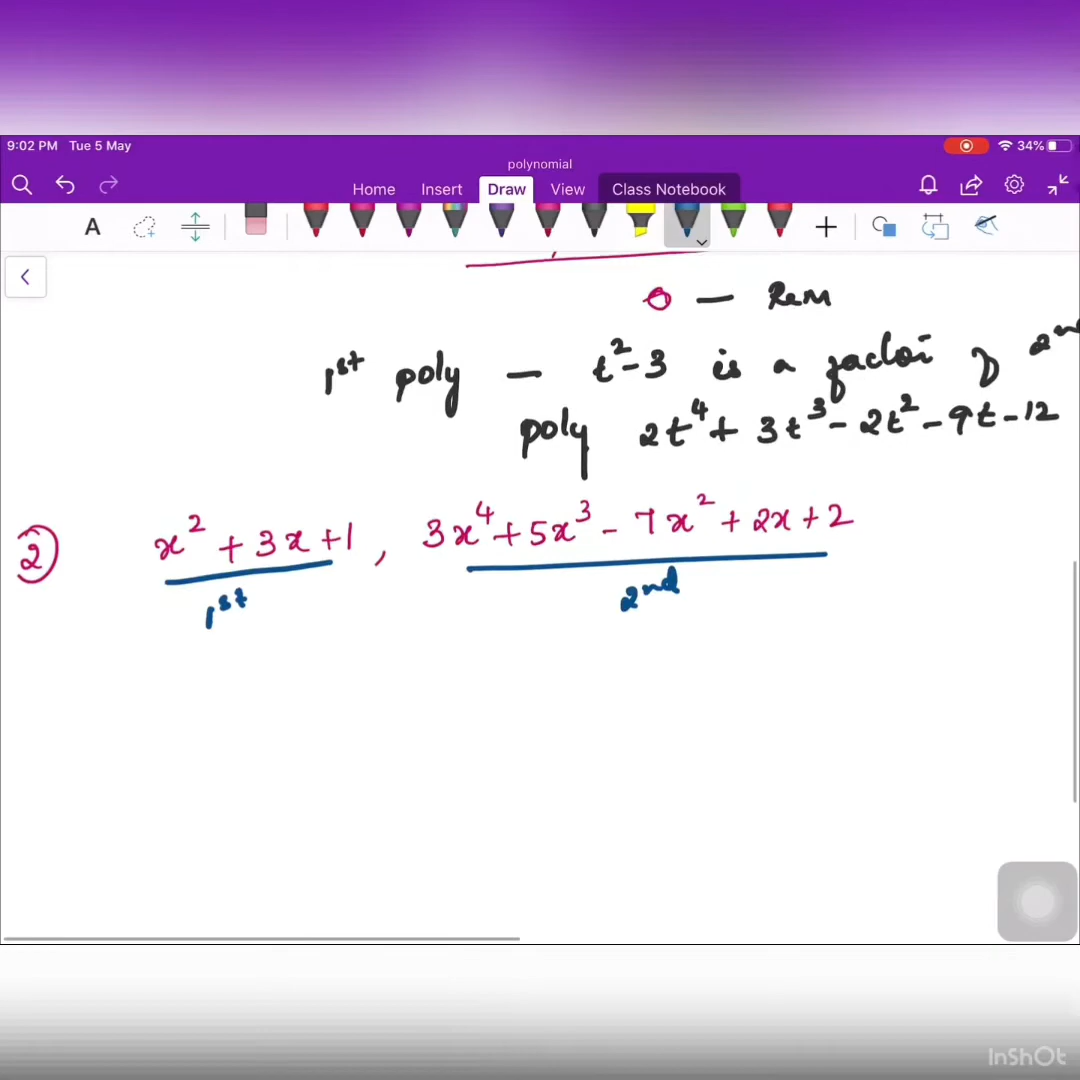 9:02 PM Tue 5 May
34%
polynomial
Home Insert Draw View Class Notebook
A
0 — Rem
1st poly — t²-3 is a factor of 2nd
poly 2t⁴ + 3t³ - 2t² - 9t - 12
② x² + 3x + 1 , 3x⁴ + 5x³ - 7x² + 2x + 2
1st 2nd
InShOt